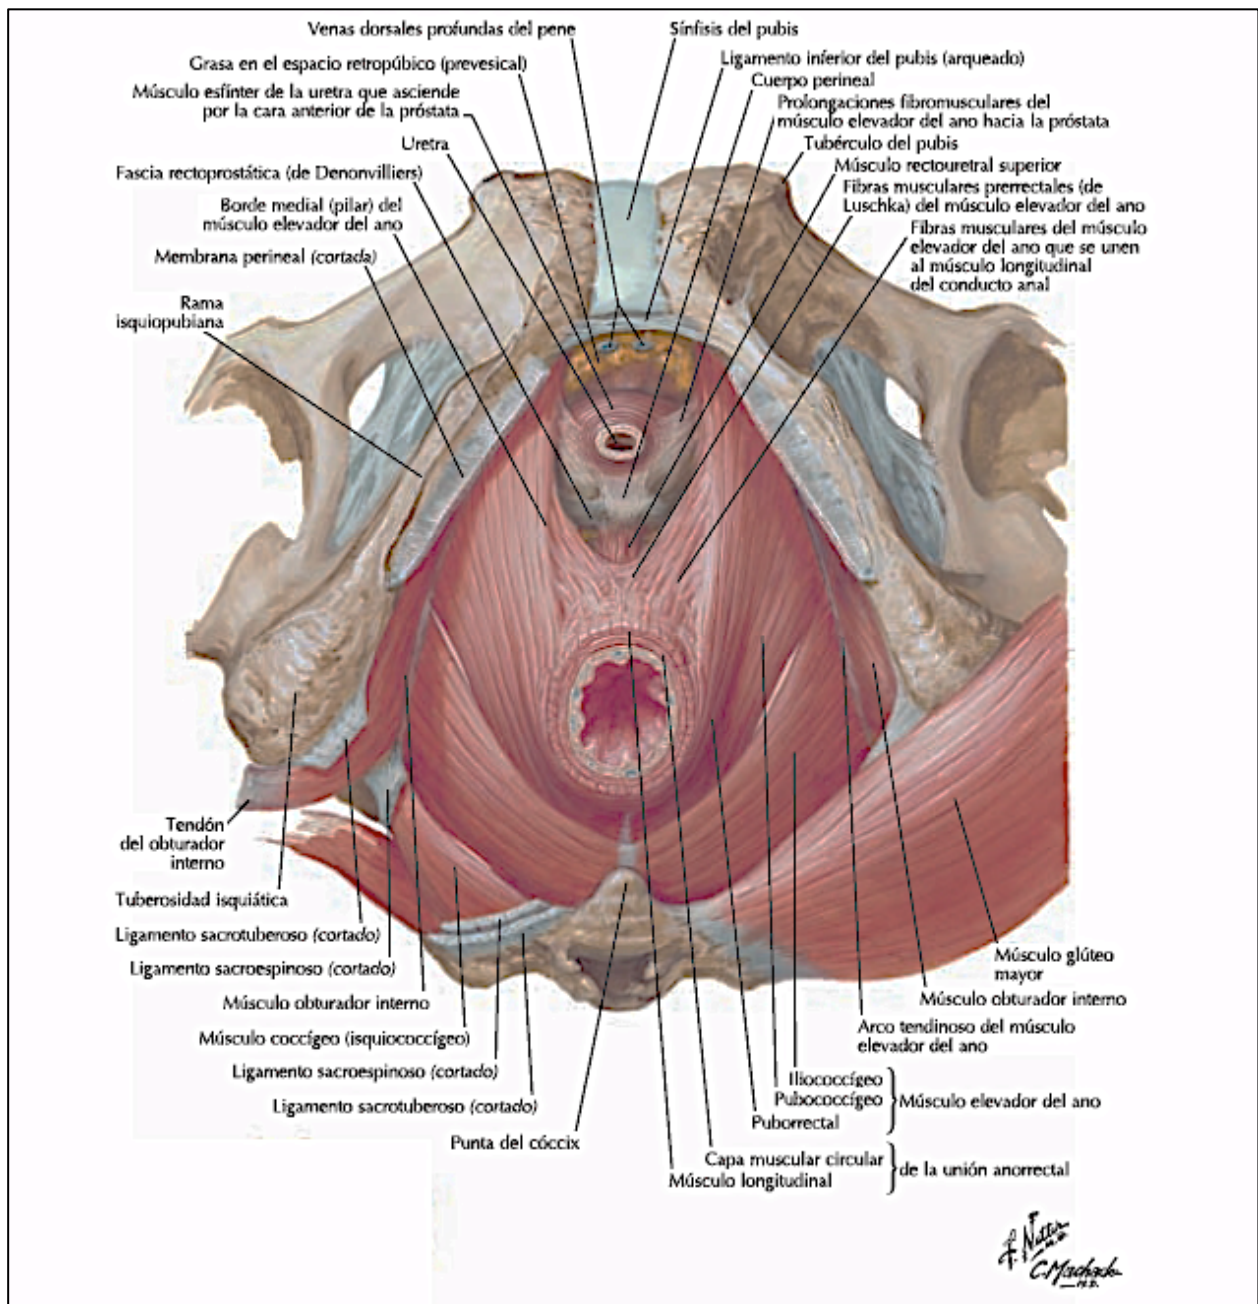 Venas dorsales profundas del pene
Grasa en el espacio retropúbico (prevesical)
Músculo esfínter de la uretra que asciende
por la cara anterior de la próstata
Uretra
Fascia rectoprostática (de Denonvilliers)
Borde medial (pilar) del
músculo elevador del ano
Membrana perineal (cortada)
Rama
isquiopubiana
Sínfisis del pubis
Ligamento inferior del pubis (arqueado)
Cuerpo perineal
Prolongaciones fibromusculares del
músculo elevador del ano hacia la próstata
Tubérculo del pubis
Músculo rectouretral superior
Fibras musculares prerrectales (de
Luschka) del músculo elevador del ano
Fibras musculares del músculo
elevador del ano que se unen
al músculo longitudinal
del conducto anal
Tendón
del obturador
interno
Tuberosidad isquiática
Ligamento sacrotuberoso (cortado)
Ligamento sacroespinoso (cortado)
Músculo obturador interno
Músculo coccígeo (isquiococcígeo)
Ligamento sacroespinoso (cortado)
Ligamento sacrotuberoso (cortado)
Punta del cóccix
Músculo glúteo
mayor
Músculo obturador interno
Arco tendinoso del músculo
elevador del ano
Iliococcígeo
Pubococcígeo
Puborrectal
Músculo elevador del ano
Capa muscular circular
Músculo longitudinal
de la unión anorrectal
F. Netter
M.D.
C. Machado
M.D.